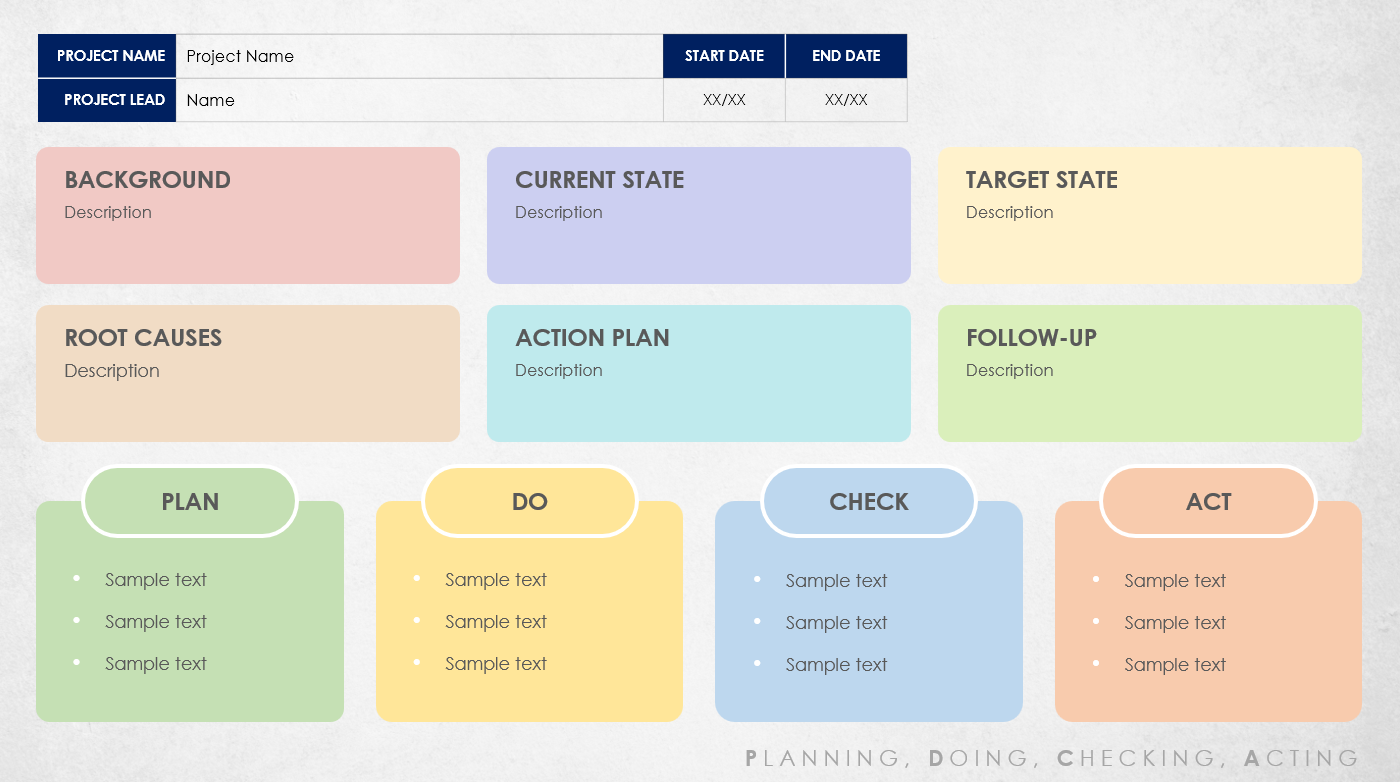 PROJECT NAME Project Name START DATE END DATE
PROJECT LEAD Name XX/XX XX/XX
BACKGROUND
Description
CURRENT STATE
Description
TARGET STATE
Description
ROOT CAUSES
Description
ACTION PLAN
Description
FOLLOW-UP
Description
PLAN
• Sample text
• Sample text
• Sample text
DO
• Sample text
• Sample text
• Sample text
CHECK
• Sample text
• Sample text
• Sample text
ACT
• Sample text
• Sample text
• Sample text
PLANNING, DOING, CHECKING, ACTING